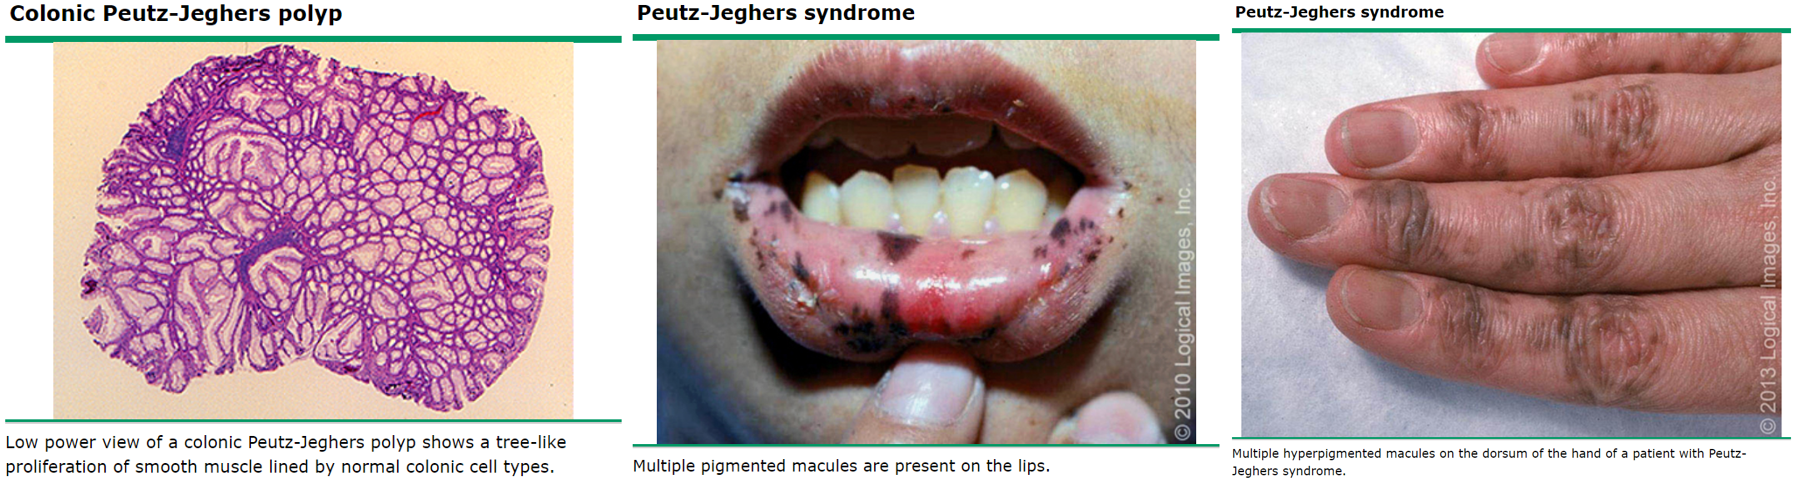 Colonic Peutz-Jeghers polyp
Low power view of a colonic Peutz-Jeghers polyp shows a tree-like
proliferation of smooth muscle lined by normal colonic cell types.
Peutz-Jeghers syndrome
© 2010 Logical Images, Inc.
Multiple pigmented macules are present on the lips.
Peutz-Jeghers syndrome
© 2013 Logical Images, Inc.
Multiple hyperpigmented macules on the dorsum of the hand of a patient with Peutz-
Jeghers syndrome.